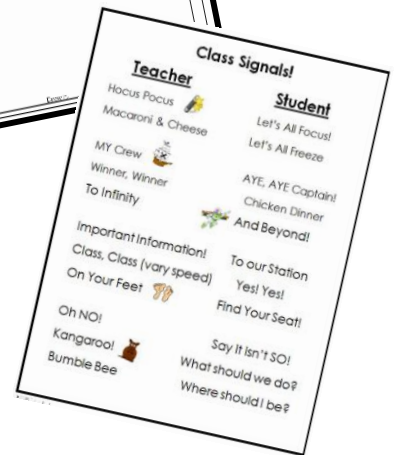 Class Signals!
Teacher
Student
Hocus Pocus
Let's All Focus!
Macaroni & Cheese
Let's All Freeze
MY Crew
AYE, AYE Captain!
Winner, Winner
Chicken Dinner
To Infinity
And Beyond!
Important Information!
To our Station
Class, Class (vary speed)
Yes! Yes!
On Your Feet
Find Your Seat!
Oh NO!
Say It Isn't SO!
Kangaroo!
What should we do?
Bumble Bee
Where should I be?